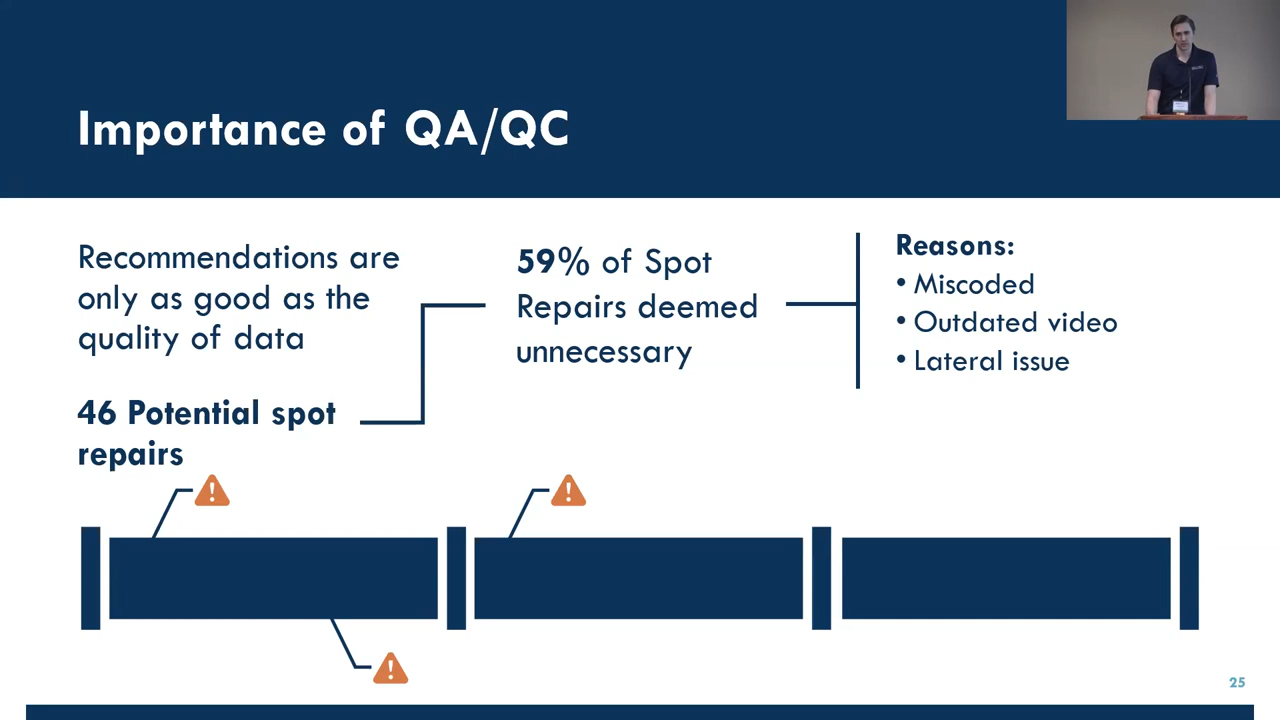 Importance of QA/QC
Recommendations are
only as good as the
quality of data
46 Potential spot
repairs
59% of Spot
Repairs deemed
unnecessary
Reasons:
• Miscoded
• Outdated video
• Lateral issue
25